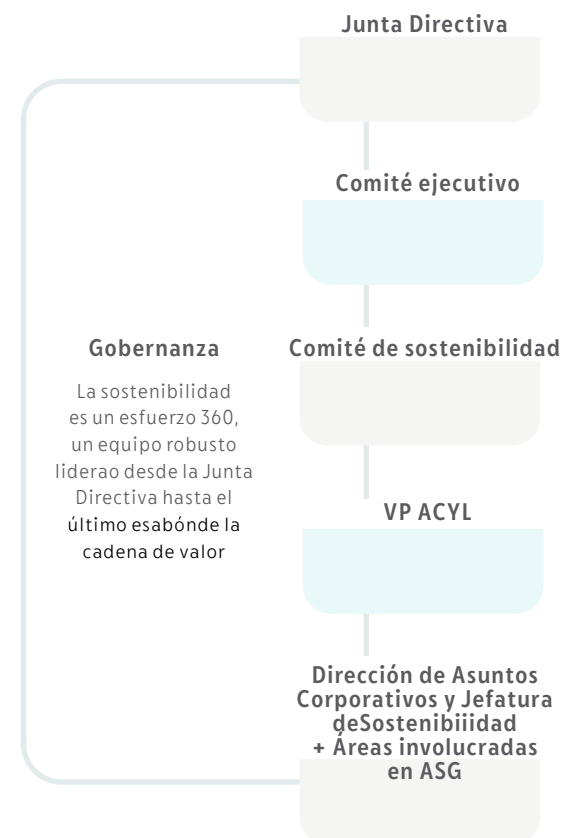 Junta Directiva
Comité ejecutivo
Gobernanza
La sostenibilidad
es un esfuerzo 360,
un equipo robusto
liderao desde la Junta
Directiva hasta el
último esabónde la
cadena de valor
Comité de sostenibilidad
VP ACYL
Dirección de Asuntos
Corporativos y Jefatura
deSostenibiiidad
+ Áreas involucradas
en ASG